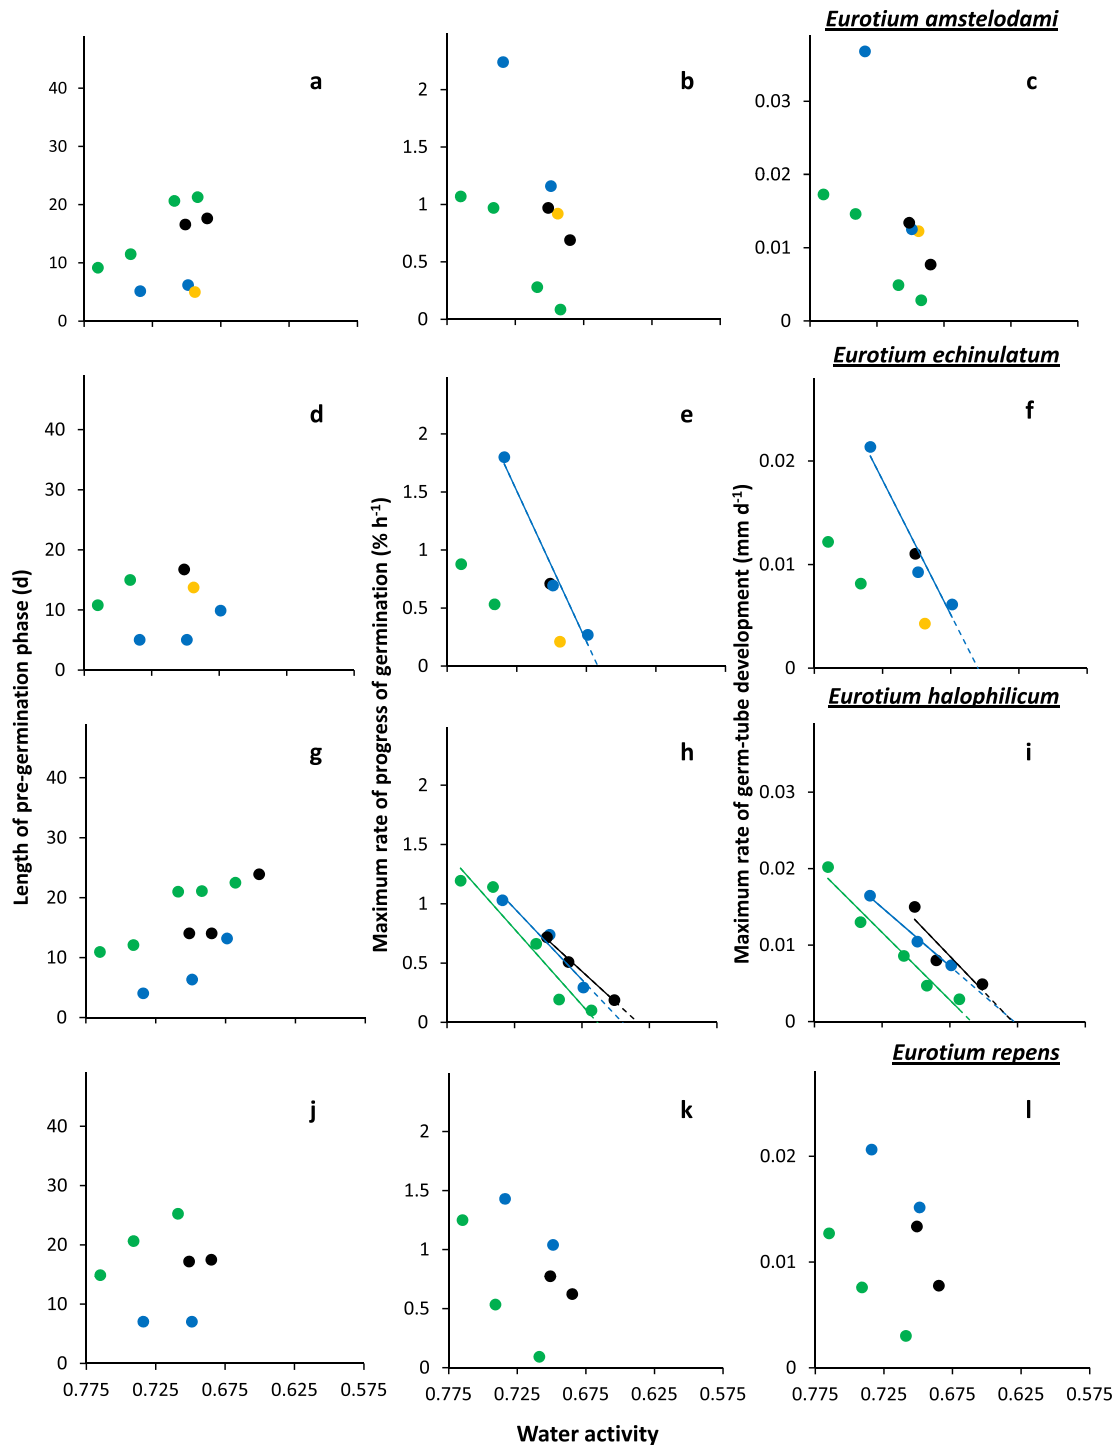 Eurotium amstelodami
a
40
30
20
10
0
b
2
1.5
1
0.5
0
c
0.03
0.02
0.01
0
Eurotium echinulatum
d
40
30
20
10
0
e
2
1
0
f
0.02
0.01
0
Eurotium halophilicum
g
40
30
20
10
0
h
2
1.5
1
0.5
0
i
0.03
0.02
0.01
0
Eurotium repens
j
40
30
20
10
0
k
2
1.5
1
0.5
0
l
0.02
0.01
0
Length of pre-germination phase (d)
Maximum rate of progress of germination (% h⁻¹)
Maximum rate of germ-tube development (mm d⁻¹)
0.775 0.725 0.675 0.625 0.575
0.775 0.725 0.675 0.625 0.575
0.775 0.725 0.675 0.625 0.575
Water activity